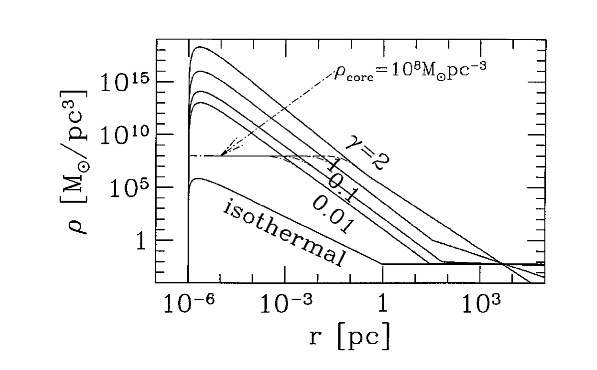 ρcore=10⁸M⊙pc⁻³
10¹⁵
10¹⁰
10⁵
1
ρ [M⊙/pc³]
γ=2
1
0.1
0.01
isothermal
10⁻⁶
10⁻³
1
10³
r [pc]